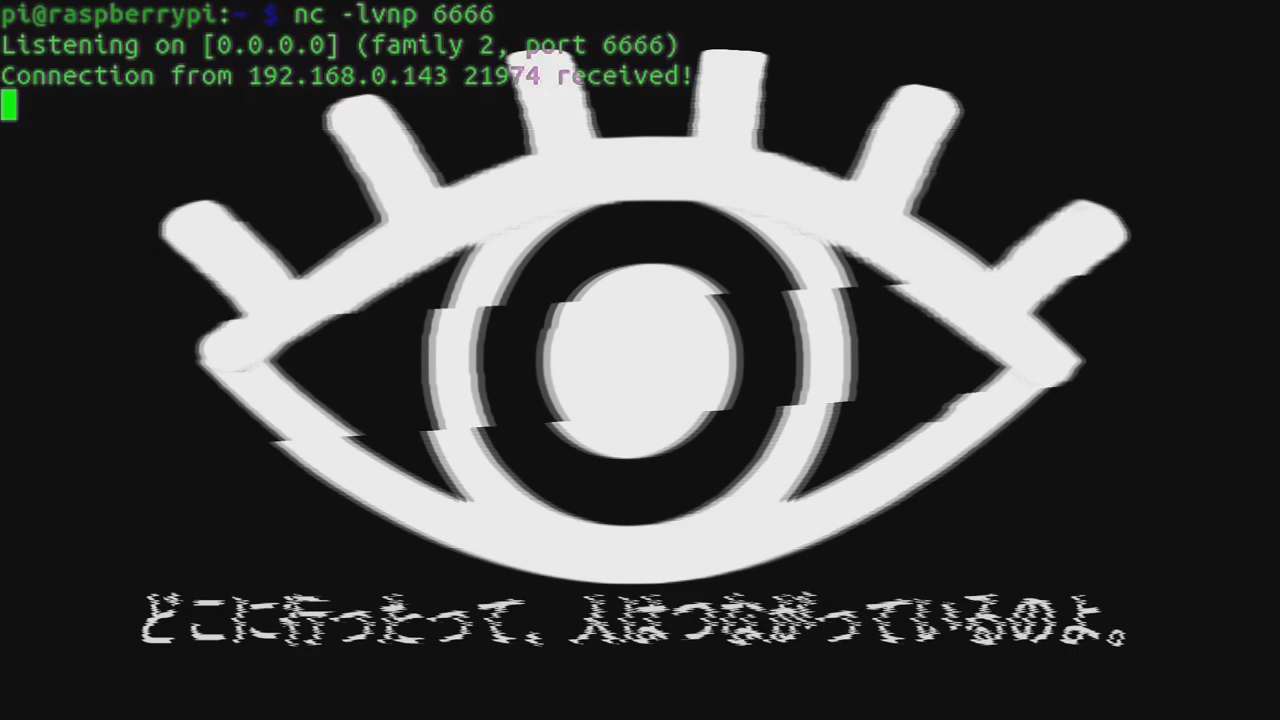 pi@raspberrypi:~ $ nc -lvnp 6666
Listening on [0.0.0.0] (family 2, port 6666)
Connection from 192.168.0.143 21974 received!
どこに行ったって、人はつながっているのよ。